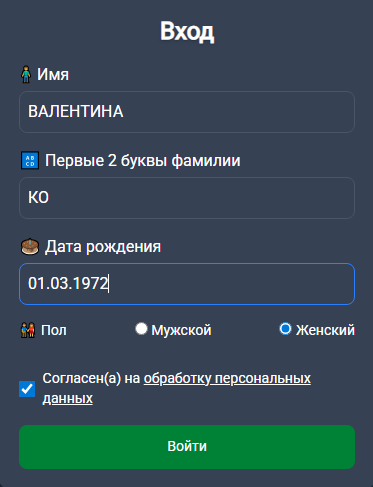 Вход
Имя
ВАЛЕНТИНА
Первые 2 буквы фамилии
КО
Дата рождения
01.03.1972
Пол Мужской Женский
Согласен(а) на обработку персональных
данных
Войти